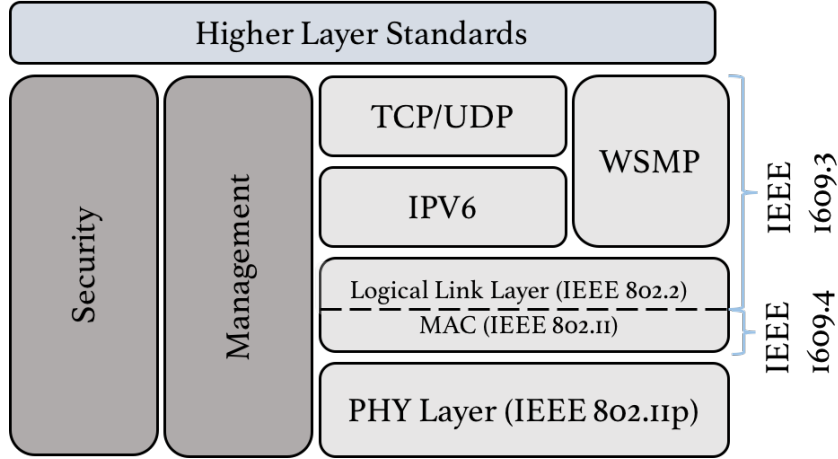 Higher Layer Standards
Security
Management
TCP/UDP
IPV6
WSMP
Logical Link Layer (IEEE 802.2)
MAC (IEEE 802.11)
PHY Layer (IEEE 802.11p)
IEEE
1609.3
IEEE
1609.4